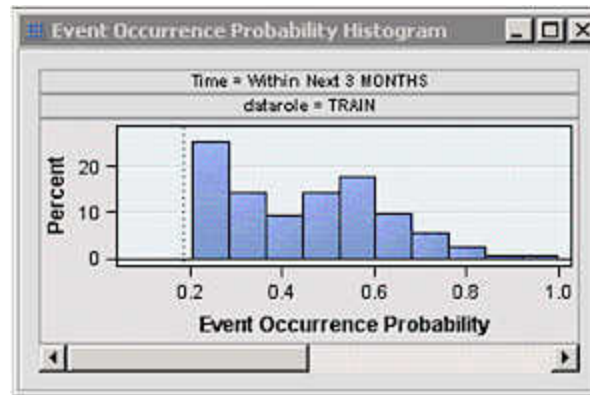 Event Occurrence Probability Histogram
Time = Within Next 3 MONTHS
datarole = TRAIN
Percent
20
10
0
0.2 0.4 0.6 0.8 1.0
Event Occurrence Probability